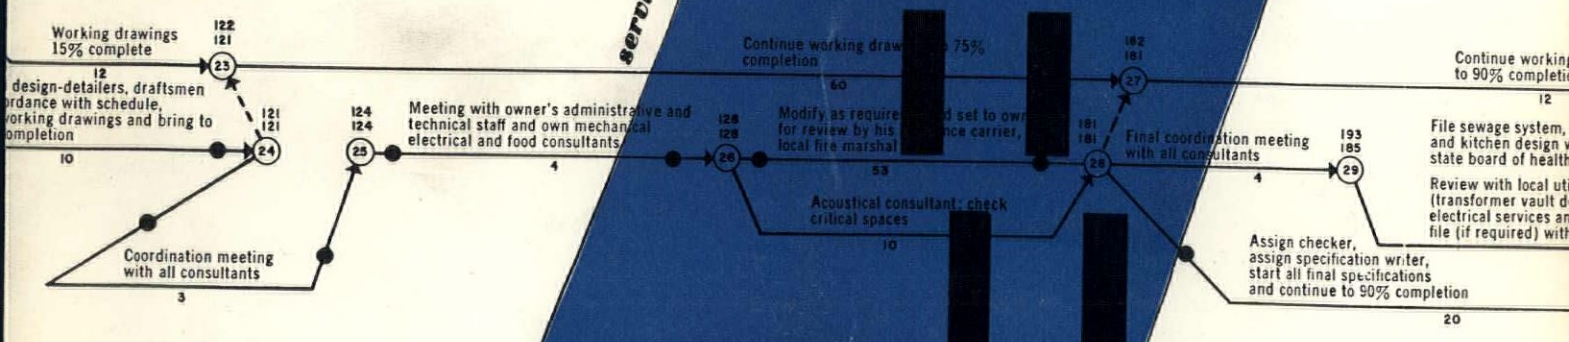 Working drawings
15% complete
12
122
121
23
design-detailers, draftsmen
ordance with schedule,
working drawings and bring to
ompletion
10
121
121
24
Coordination meeting
with all consultants
3
124
124
25
Meeting with owner's administrative and
technical staff and own mechanical
electrical and food consultants
4
servi
128
128
26
Continue working draw 75%
completion
60
Modify as require d set to own
for review by his nce carrier,
local fire marshal
53
Acoustical consultant: check
critical spaces
10
182
181
27
181
181
28
Final coordination meeting
with all consultants
4
193
185
29
Continue working
to 90% completi
12
File sewage system,
and kitchen design
state board of health
Review with local uti
(transformer vault d
electrical services an
file (if required) with
Assign checker,
assign specification writer,
start all final specifications
and continue to 90% completion
20